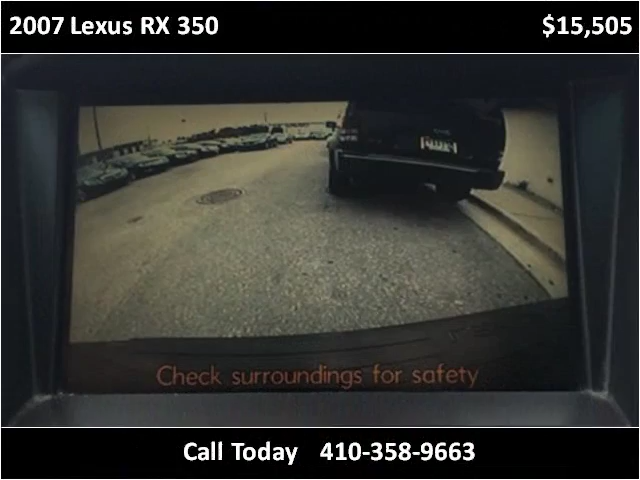 2007 Lexus RX 350 $15,505
Check surroundings for safety
Call Today 410-358-9663